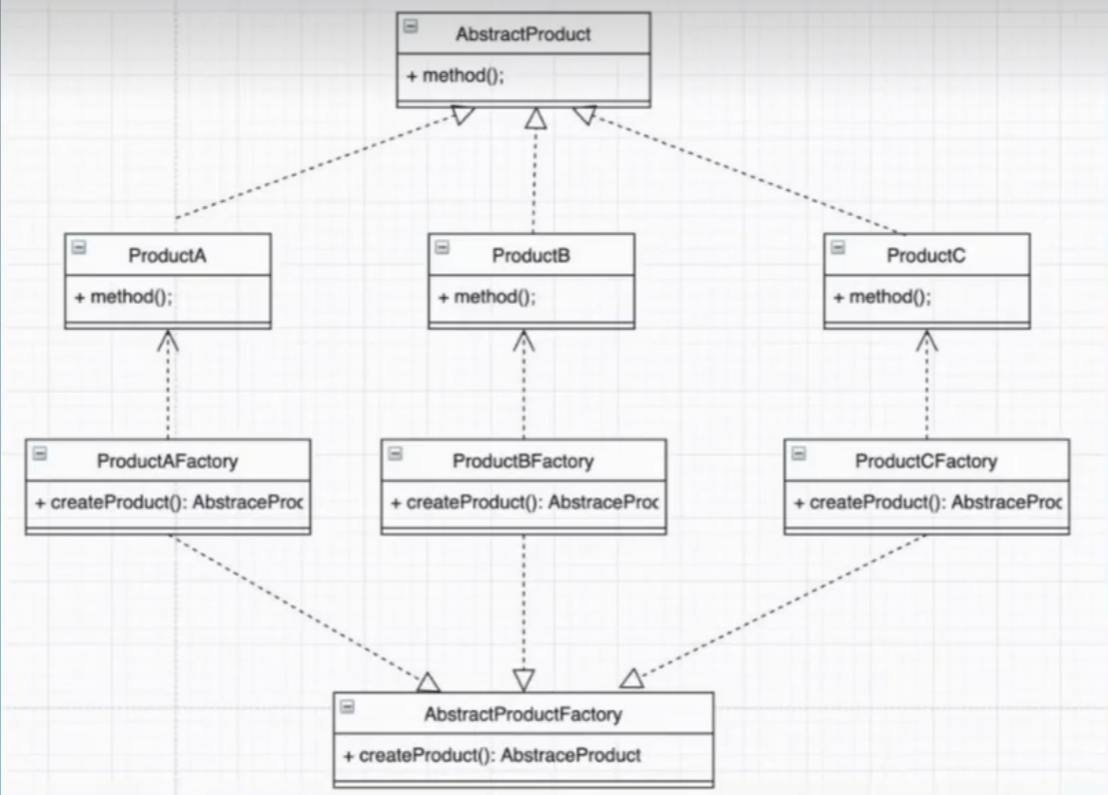 AbstractProduct
+ method();
ProductA
+ method();
ProductB
+ method();
ProductC
+ method();
ProductAFactory
+ createProduct(): AbstraceProc
ProductBFactory
+ createProduct(): AbstraceProc
ProductCFactory
+ createProduct(): AbstraceProc
AbstractProductFactory
+ createProduct(): AbstraceProduct